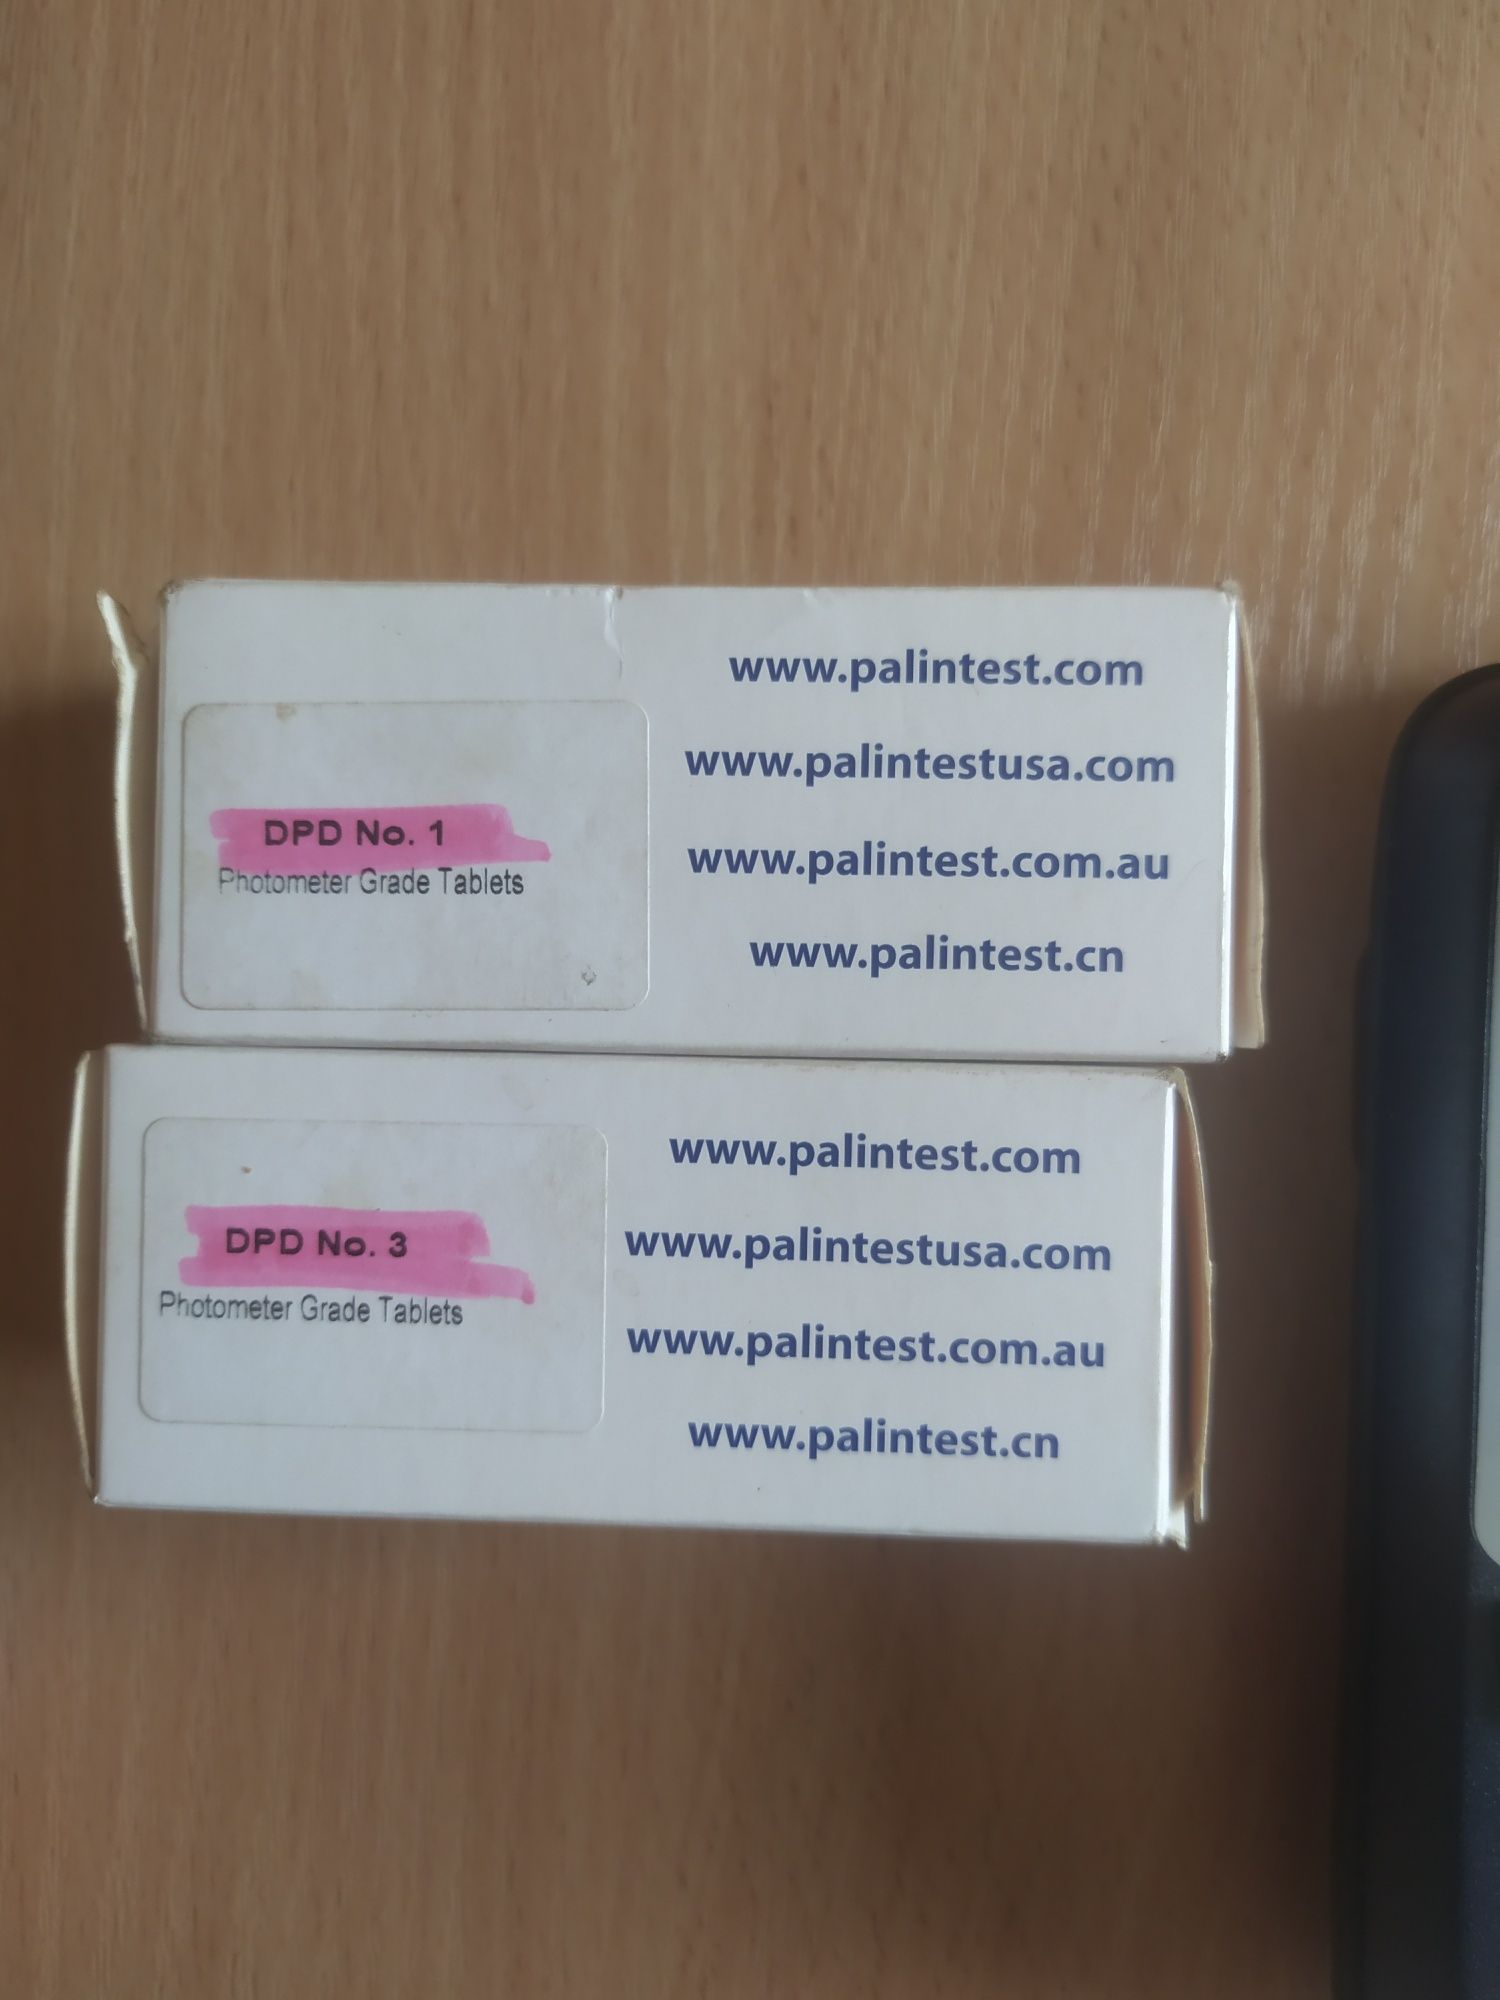 DPD No. 1
Photometer Grade Tablets
www.palintest.com
www.palintestusa.com
www.palintest.com.au
www.palintest.cn
DPD No. 3
Photometer Grade Tablets
www.palintest.com
www.palintestusa.com
www.palintest.com.au
www.palintest.cn